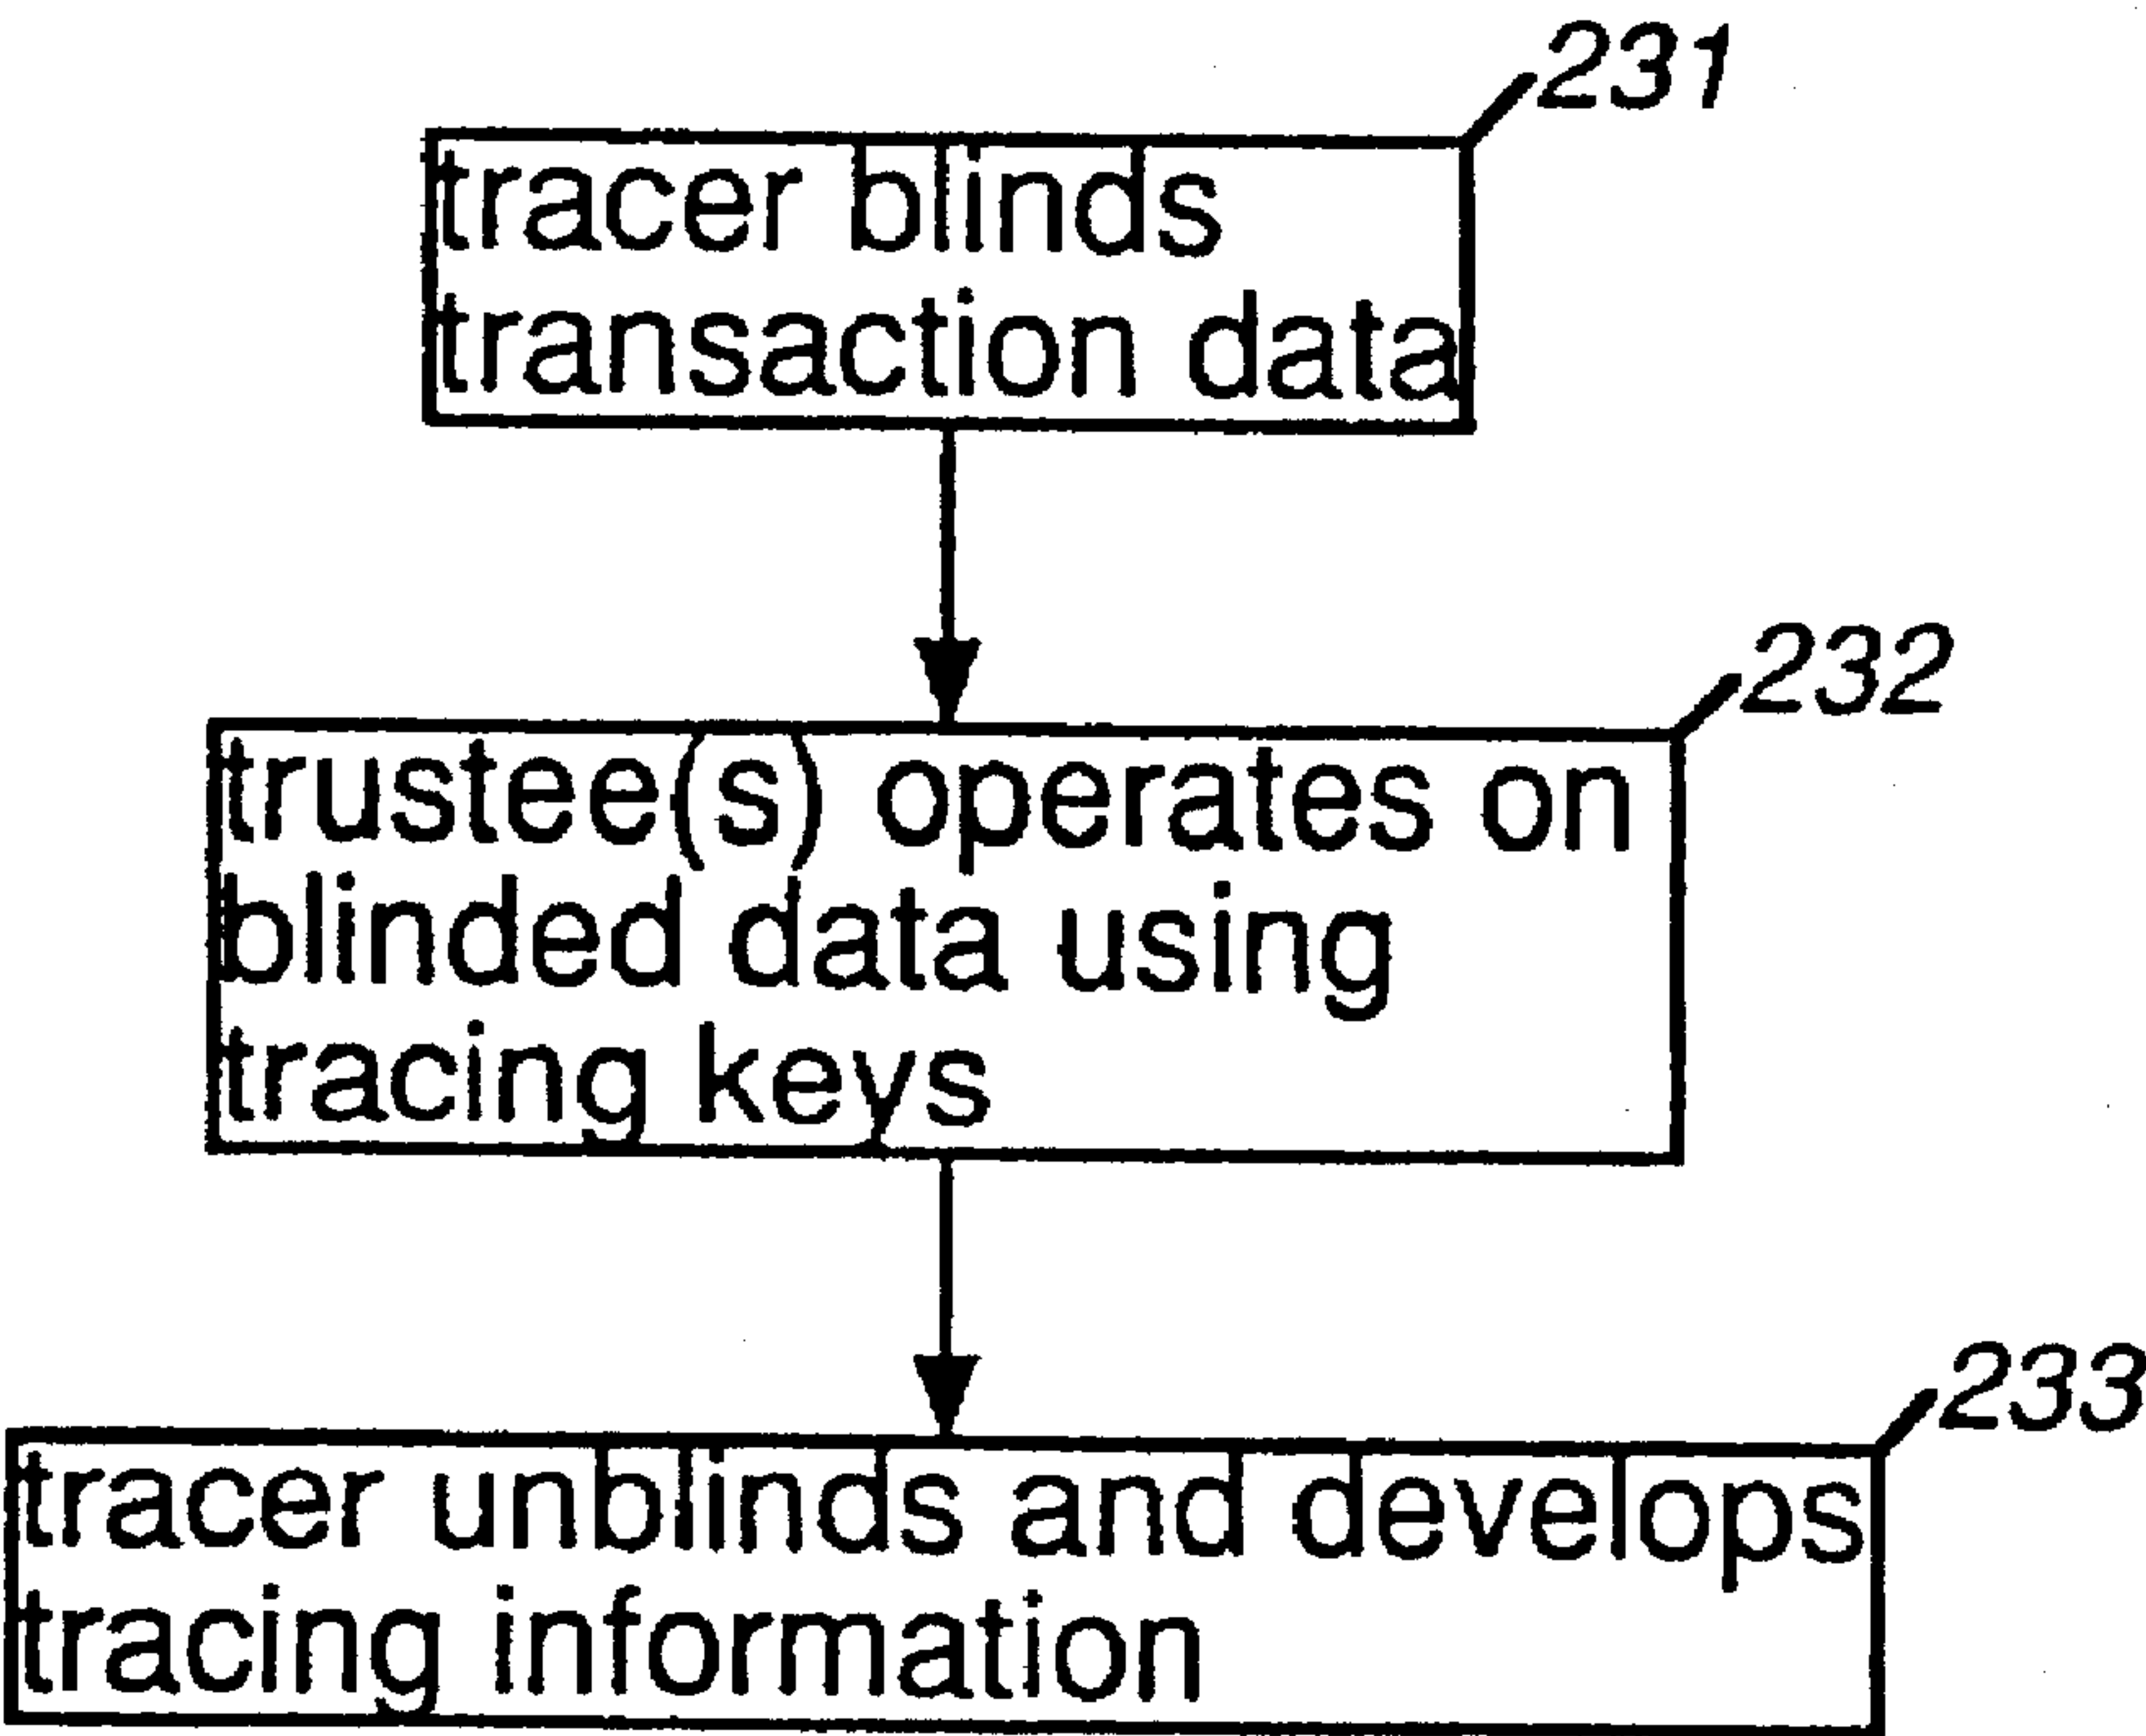 231
tracer blinds
transaction data
232
trustee(s) operates on
blinded data using
tracing keys
233
tracer unblinds and develops
tracing information